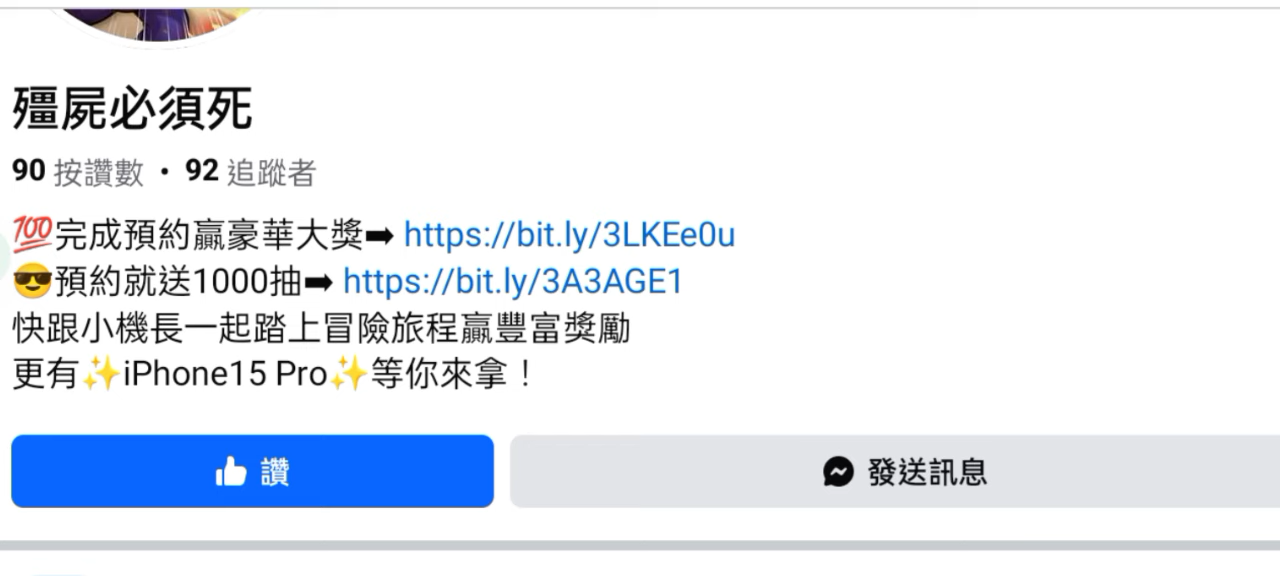 殭屍必須死
90 按讚數 • 92 追蹤者
💯完成預約贏豪華大獎➡ https://bit.ly/3LKEe0u
😎預約就送1000抽➡ https://bit.ly/3A3AGE1
快跟小機長一起踏上冒險旅程贏豐富獎勵
更有✨iPhone15 Pro✨等你來拿！
讚
發送訊息